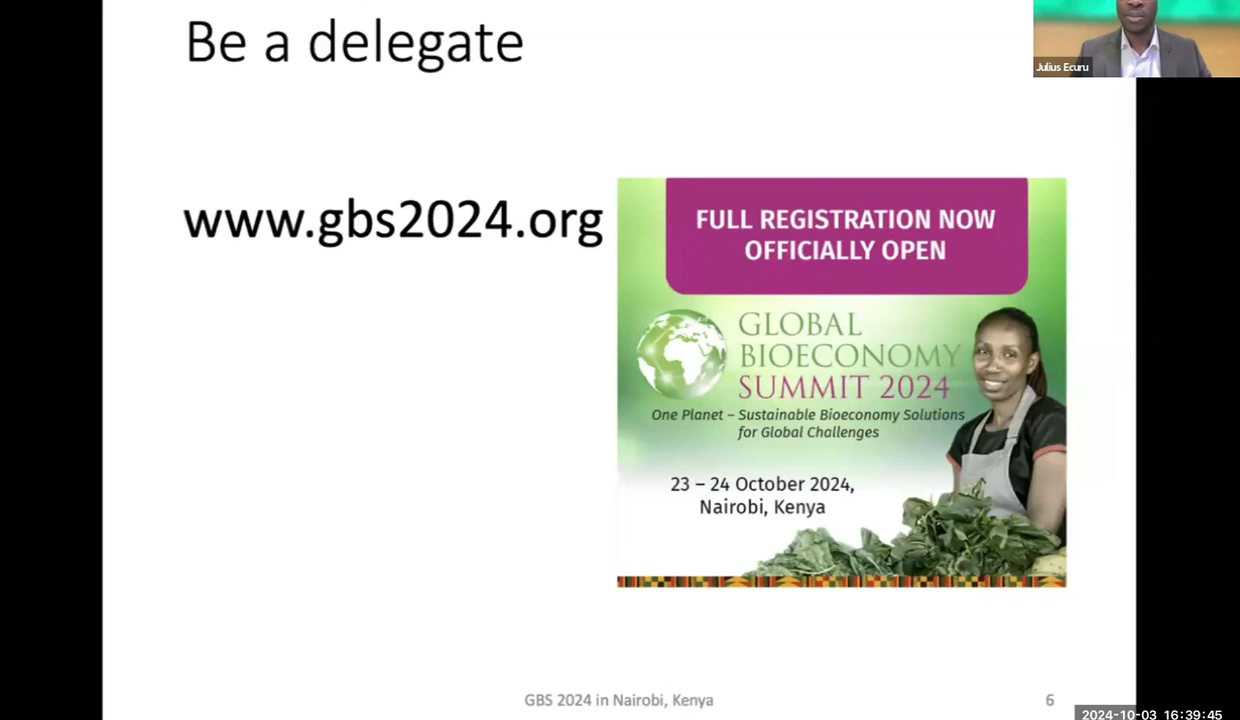 Be a delegate
Julius Ecuru
www.gbs2024.org
FULL REGISTRATION NOW
OFFICIALLY OPEN
GLOBAL
BIOECONOMY
SUMMIT 2024
One Planet – Sustainable Bioeconomy Solutions
for Global Challenges
23 – 24 October 2024,
Nairobi, Kenya
GBS 2024 in Nairobi, Kenya
6
2024-10-03 16:39:45